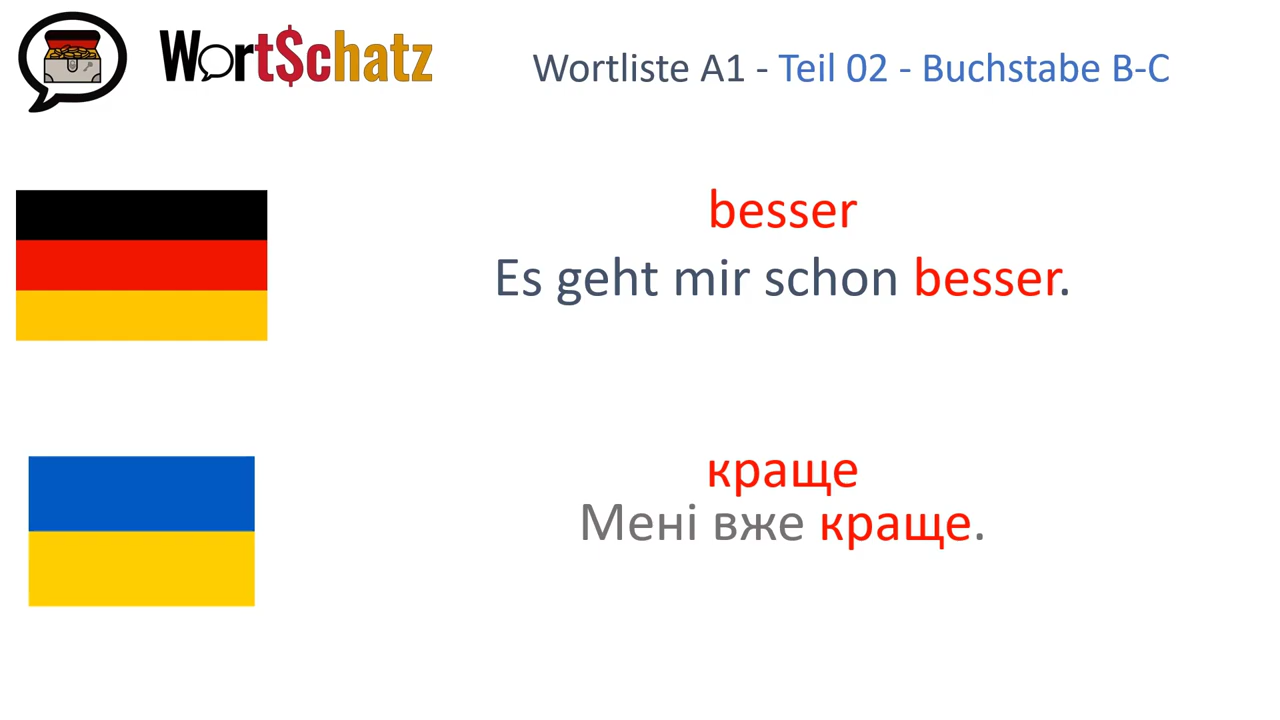 WortSchatz
Wortliste A1 - Teil 02 - Buchstabe B-C
besser
Es geht mir schon besser.
краще
Мені вже краще.